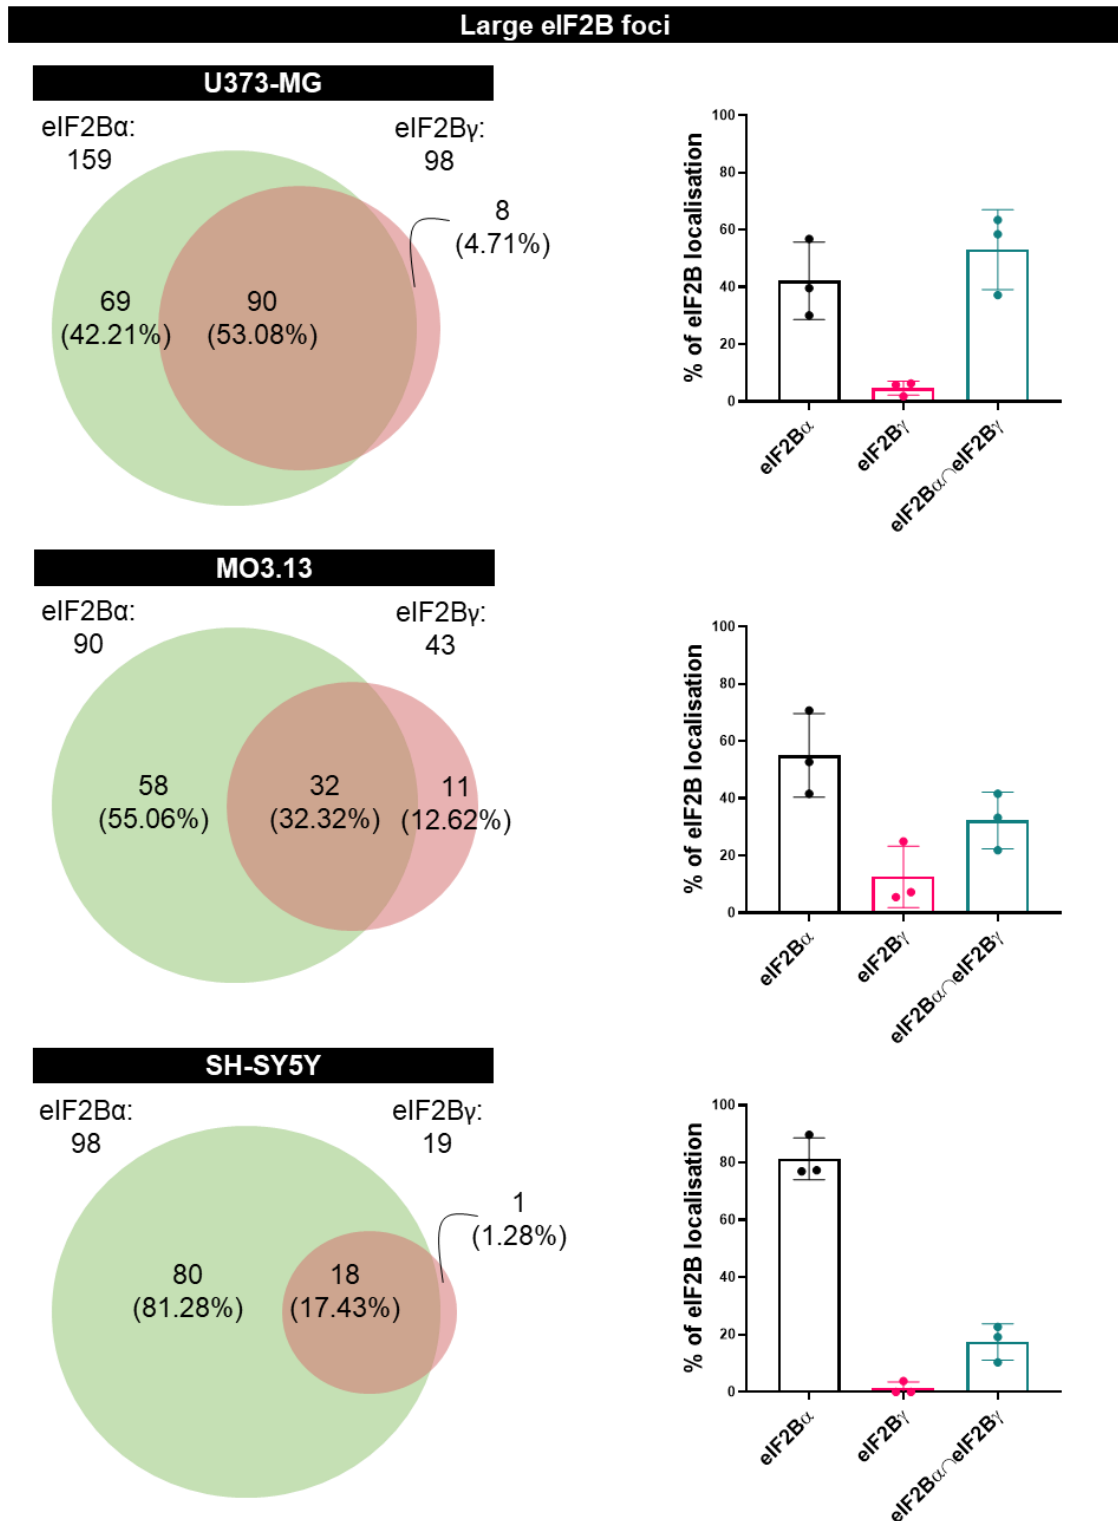 Large eIF2B foci
U373-MG
eIF2Bα:
159
eIF2Bγ:
98
8
(4.71%)
69
(42.21%)
90
(53.08%)
% of eIF2B localisation
100
80
60
40
20
0
eIF2Bα
eIF2Bγ
eIF2Bα∩eIF2Bγ
MO3.13
eIF2Bα:
90
eIF2Bγ:
43
58
(55.06%)
32
(32.32%)
11
(12.62%)
% of eIF2B localisation
100
80
60
40
20
0
eIF2Bα
eIF2Bγ
eIF2Bα∩eIF2Bγ
SH-SY5Y
eIF2Bα:
98
eIF2Bγ:
19
1
(1.28%)
80
(81.28%)
18
(17.43%)
% of eIF2B localisation
100
80
60
40
20
0
eIF2Bα
eIF2Bγ
eIF2Bα∩eIF2Bγ